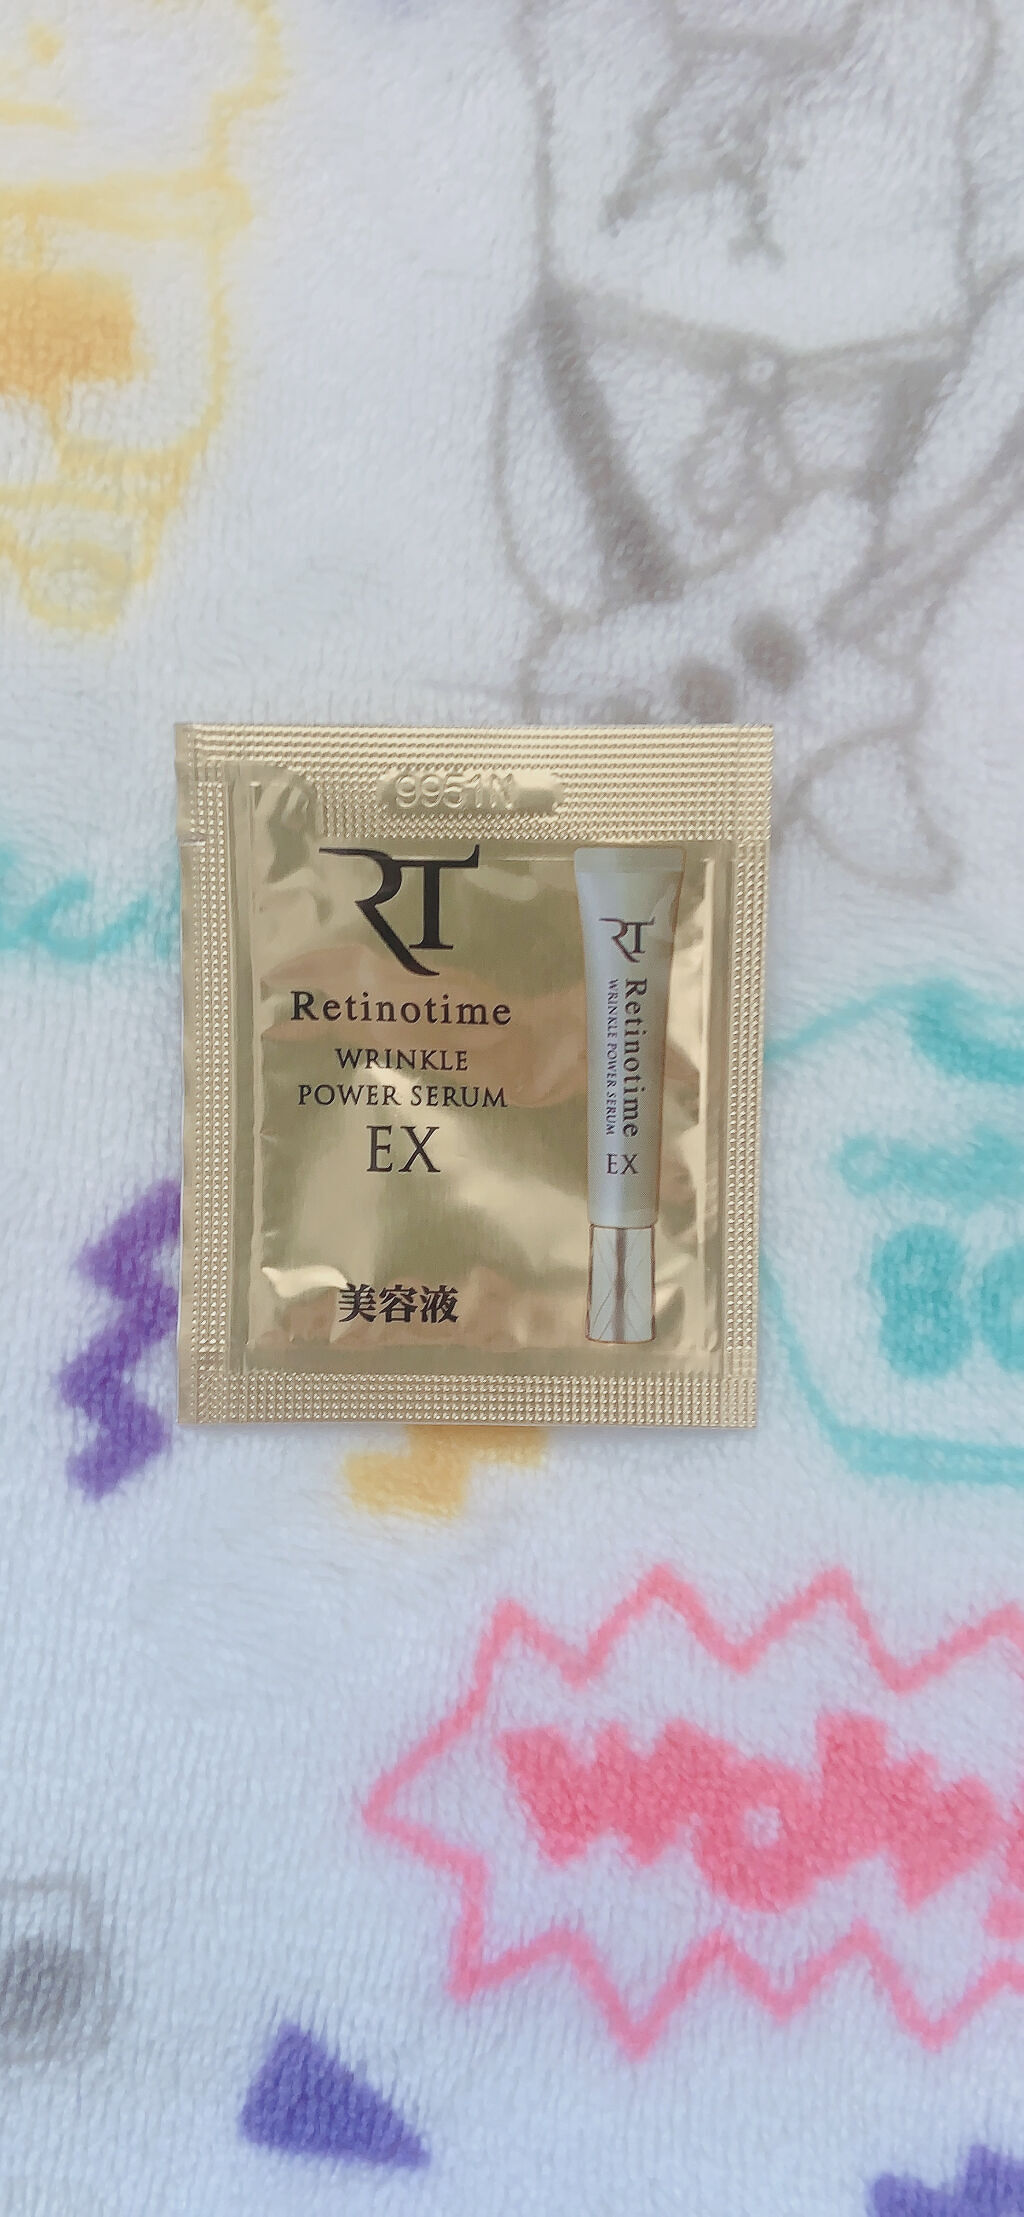 9951N
RT
Retinotime
WRINKLE
POWER SERUM
EX
美容液
RT
Retinotime
WRINKLE POWER SERUM
EX